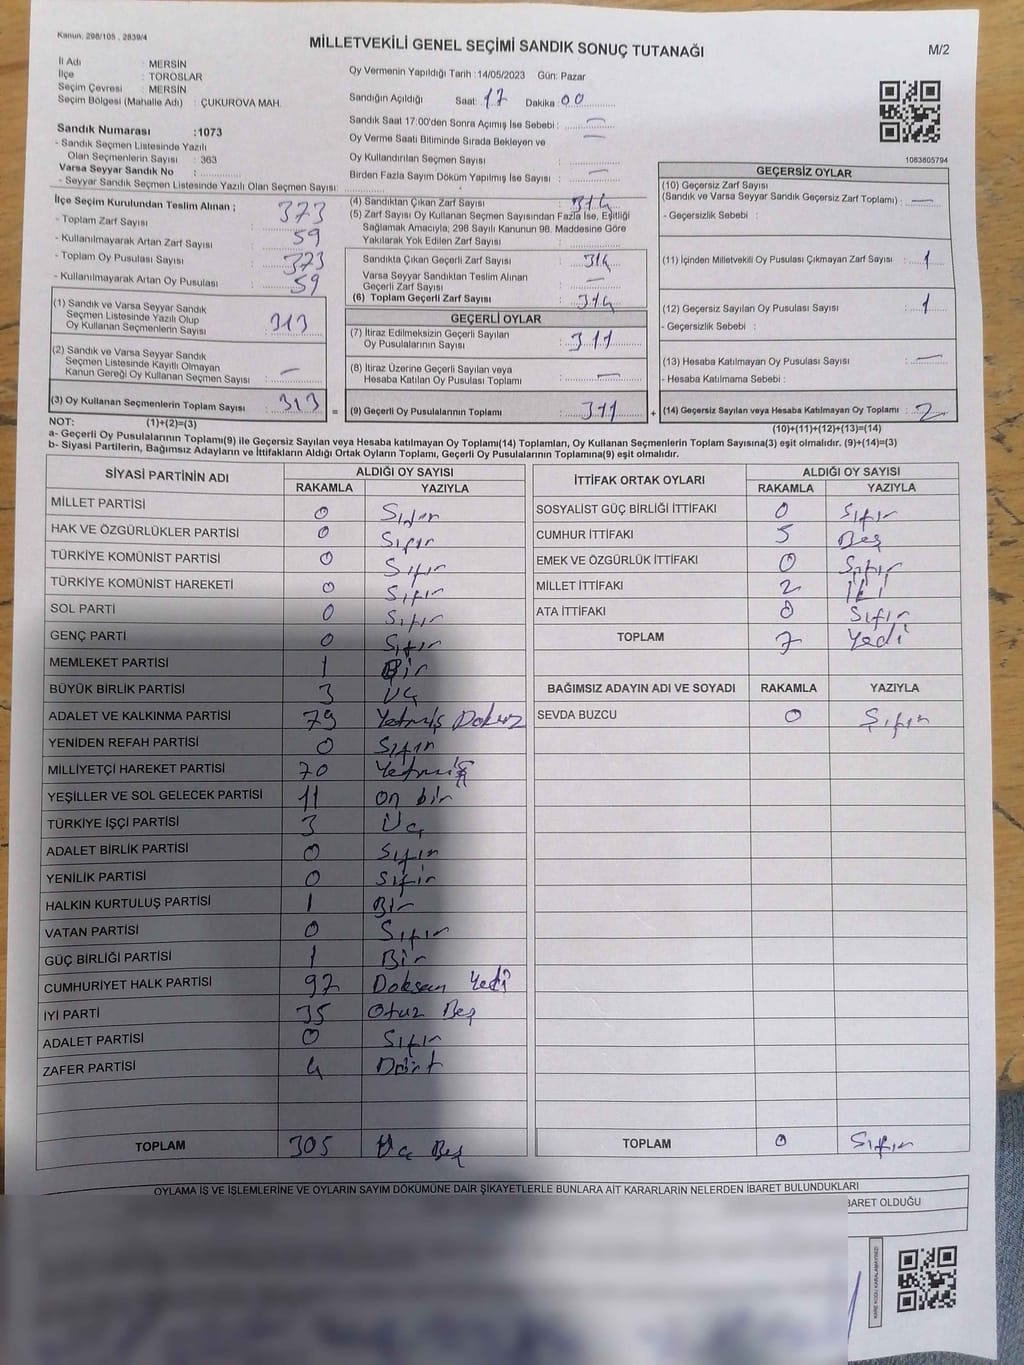 Kanun, 298/105 , 2839/4
MİLLETVEKİLİ GENEL SEÇİMİ SANDIK SONUÇ TUTANAĞI
M/2
İl Adı : MERSİN
İlçe : TOROSLAR
Seçim Çevresi : MERSİN
Seçim Bölgesi (Mahalle Adı) : ÇUKUROVA MAH.
Sandık Numarası :1073
- Sandık Seçmen Listesinde Yazılı
Olan Seçmenlerin Sayısı : 363
Varsa Seyyar Sandık No :
- Seyyar Sandık Seçmen Listesinde Yazılı Olan Seçmen Sayısı:
Oy Vermenin Yapıldığı Tarih :14/05/2023 Gün: Pazar
Sandığın Açıldığı Saat: 17 Dakika 00
Sandık Saat 17:00'den Sonra Açımış İse Sebebi : —
Oy Verme Saati Bitiminde Sırada Bekleyen ve —
Oy Kullandırılan Seçmen Sayısı :
Birden Fazla Sayım Döküm Yapılmış İse Sayısı : —
1063805794
İlçe Seçim Kurulundan Teslim Alınan ;
- Toplam Zarf Sayısı : 373
- Kullanılmayarak Artan Zarf Sayısı : 59
- Toplam Oy Pusulası Sayısı : 373
- Kullanılmayarak Artan Oy Pusulası : 59
(1) Sandık ve Varsa Seyyar Sandık
Seçmen Listesinde Yazılı Olup
Oy Kullanan Seçmenlerin Sayısı : 313
(2) Sandık ve Varsa Seyyar Sandık
Seçmen Listesinde Kayıtlı Olmayan
Kanun Gereği Oy Kullanan Seçmen Sayısı : —
(3) Oy Kullanan Seçmenlerin Toplam Sayısı : 313 =
(4) Sandıktan Çıkan Zarf Sayısı : 314
(5) Zarf Sayısı Oy Kullanan Seçmen Sayısından Fazla İse, Eşitliği
Sağlamak Amacıyla, 298 Sayılı Kanunun 98. Maddesine Göre
Yakılarak Yok Edilen Zarf Sayısı :
Sandıkta Çıkan Geçerli Zarf Sayısı : 314
Varsa Seyyar Sandıktan Teslim Alınan
Geçerli Zarf Sayısı : —
(6) Toplam Geçerli Zarf Sayısı : 314
GEÇERLİ OYLAR
(7) İtiraz Edilmeksizin Geçerli Sayılan
Oy Pusulalarının Sayısı : 311
(8) İtiraz Üzerine Geçerli Sayılan veya
Hesaba Katılan Oy Pusulası Toplamı : —
(9) Geçerli Oy Pusulalarının Toplamı : 311 +
GEÇERSİZ OYLAR
(10) Geçersiz Zarf Sayısı
(Sandık ve Varsa Seyyar Sandık Geçersiz Zarf Toplamı) : —
- Geçersizlik Sebebi :
(11) İçinden Milletvekili Oy Pusulası Çıkmayan Zarf Sayısı : 1
(12) Geçersiz Sayılan Oy Pusulası Sayısı : 1
- Geçersizlik Sebebi :
(13) Hesaba Katılmayan Oy Pusulası Sayısı : —
- Hesaba Katılmama Sebebi :
(14) Geçersiz Sayılan veya Hesaba Katılmayan Oy Toplamı : 2
NOT: (1)+(2)=(3)
(10)+(11)+(12)+(13)=(14)
a- Geçerli Oy Pusulalarının Toplamı(9) ile Geçersiz Sayılan veya Hesaba katılmayan Oy Toplamı(14) Toplamları, Oy Kullanan Seçmenlerin Toplam Sayısına(3) eşit olmalıdır. (9)+(14)=(3)
b- Siyasi Partilerin, Bağımsız Adayların ve İttifakların Aldığı Ortak Oyların Toplamı, Geçerli Oy Pusulalarının Toplamına(9) eşit olmalıdır.
SİYASİ PARTİNİN ADI ALDIĞI OY SAYISI
RAKAMLA YAZIYLA
MİLLET PARTİSİ 0 Sıfır
HAK VE ÖZGÜRLÜKLER PARTİSİ 0 Sıfır
TÜRKİYE KOMÜNİST PARTİSİ 0 Sıfır
TÜRKİYE KOMÜNİST HAREKETİ 0 Sıfır
SOL PARTİ 0 Sıfır
GENÇ PARTİ 0 Sıfır
MEMLEKET PARTİSİ 1 Bir
BÜYÜK BİRLİK PARTİSİ 3 Üç
ADALET VE KALKINMA PARTİSİ 79 Yetmiş Dokuz
YENİDEN REFAH PARTİSİ 0 Sıfır
MİLLİYETÇİ HAREKET PARTİSİ 70 Yetmiş
YEŞİLLER VE SOL GELECEK PARTİSİ 11 On bir
TÜRKİYE İŞÇİ PARTİSİ 3 Üç
ADALET BİRLİK PARTİSİ 0 Sıfır
YENİLİK PARTİSİ 0 Sıfır
HALKIN KURTULUŞ PARTİSİ 1 Bir
VATAN PARTİSİ 0 Sıfır
GÜÇ BİRLİĞİ PARTİSİ 1 Bir
CUMHURİYET HALK PARTİSİ 97 Doksan Yedi
İYİ PARTİ 35 Otuz Beş
ADALET PARTİSİ 0 Sıfır
ZAFER PARTİSİ 4 Dört
TOPLAM 305 Üç Beş
İTTİFAK ORTAK OYLARI ALDIĞI OY SAYISI
RAKAMLA YAZIYLA
SOSYALİST GÜÇ BİRLİĞİ İTTİFAKI 0 Sıfır
CUMHUR İTTİFAKI 5 Beş
EMEK VE ÖZGÜRLÜK İTTİFAKI 0 Sıfır
MİLLET İTTİFAKI 2 İki
ATA İTTİFAKI 0 Sıfır
TOPLAM 7 Yedi
BAĞIMSIZ ADAYIN ADI VE SOYADI RAKAMLA YAZIYLA
SEVDA BUZCU 0 Sıfır
TOPLAM 0 Sıfır
OYLAMA İŞ VE İŞLEMLERİNE VE OYLARIN SAYIM DÖKÜMÜNE DAİR ŞİKAYETLERLE BUNLARA AİT KARARLARIN NELERDEN İBARET BULUNDUKLARI
BARET OLDUĞU
KARE KODU KARALAMAYINIZ!